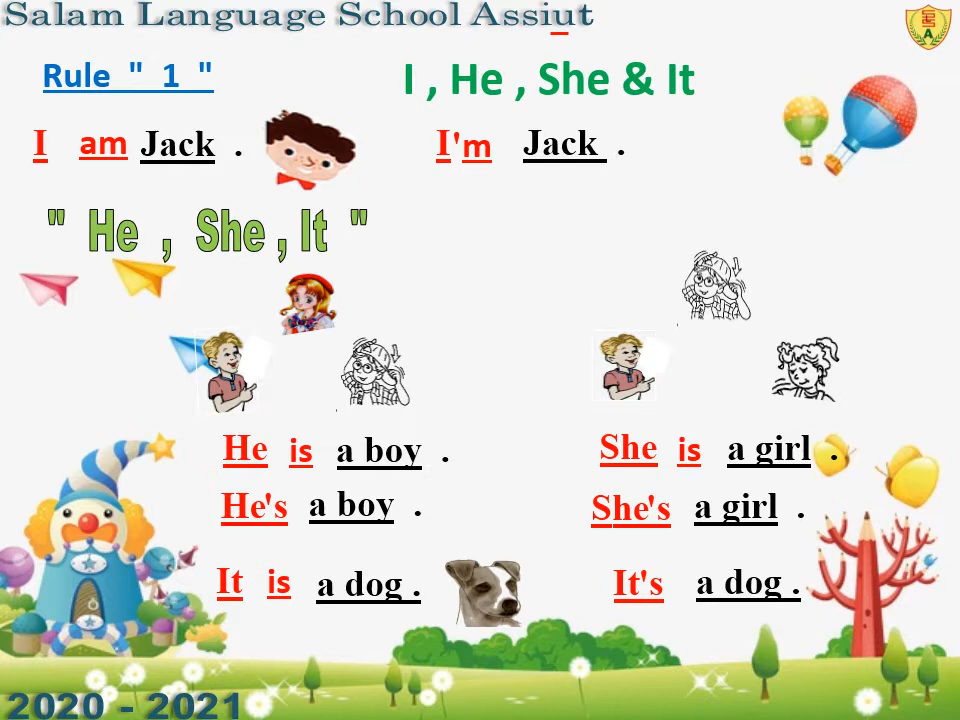 Salam Language School Assiut
A
Rule " 1 "
I , He , She & It
I am Jack .
I'm Jack .
" He , She , It "
He is a boy .
She is a girl .
He's a boy .
She's a girl .
It is a dog .
It's a dog .
2020 - 2021